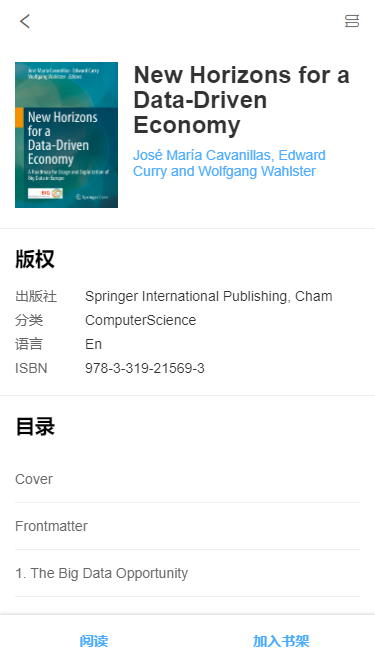 José María Cavanillas · Edward Curry
Wolfgang Wahlster Editors
New Horizons
for a
Data-Driven
Economy
A Roadmap for Usage and Exploitation of
Big Data in Europe
BIG
Springer Open
New Horizons for a
Data-Driven
Economy
José María Cavanillas, Edward
Curry and Wolfgang Wahlster
版权
出版社 Springer International Publishing, Cham
分类 ComputerScience
语言 En
ISBN 978-3-319-21569-3
目录
Cover
Frontmatter
1. The Big Data Opportunity
阅读 加入书架